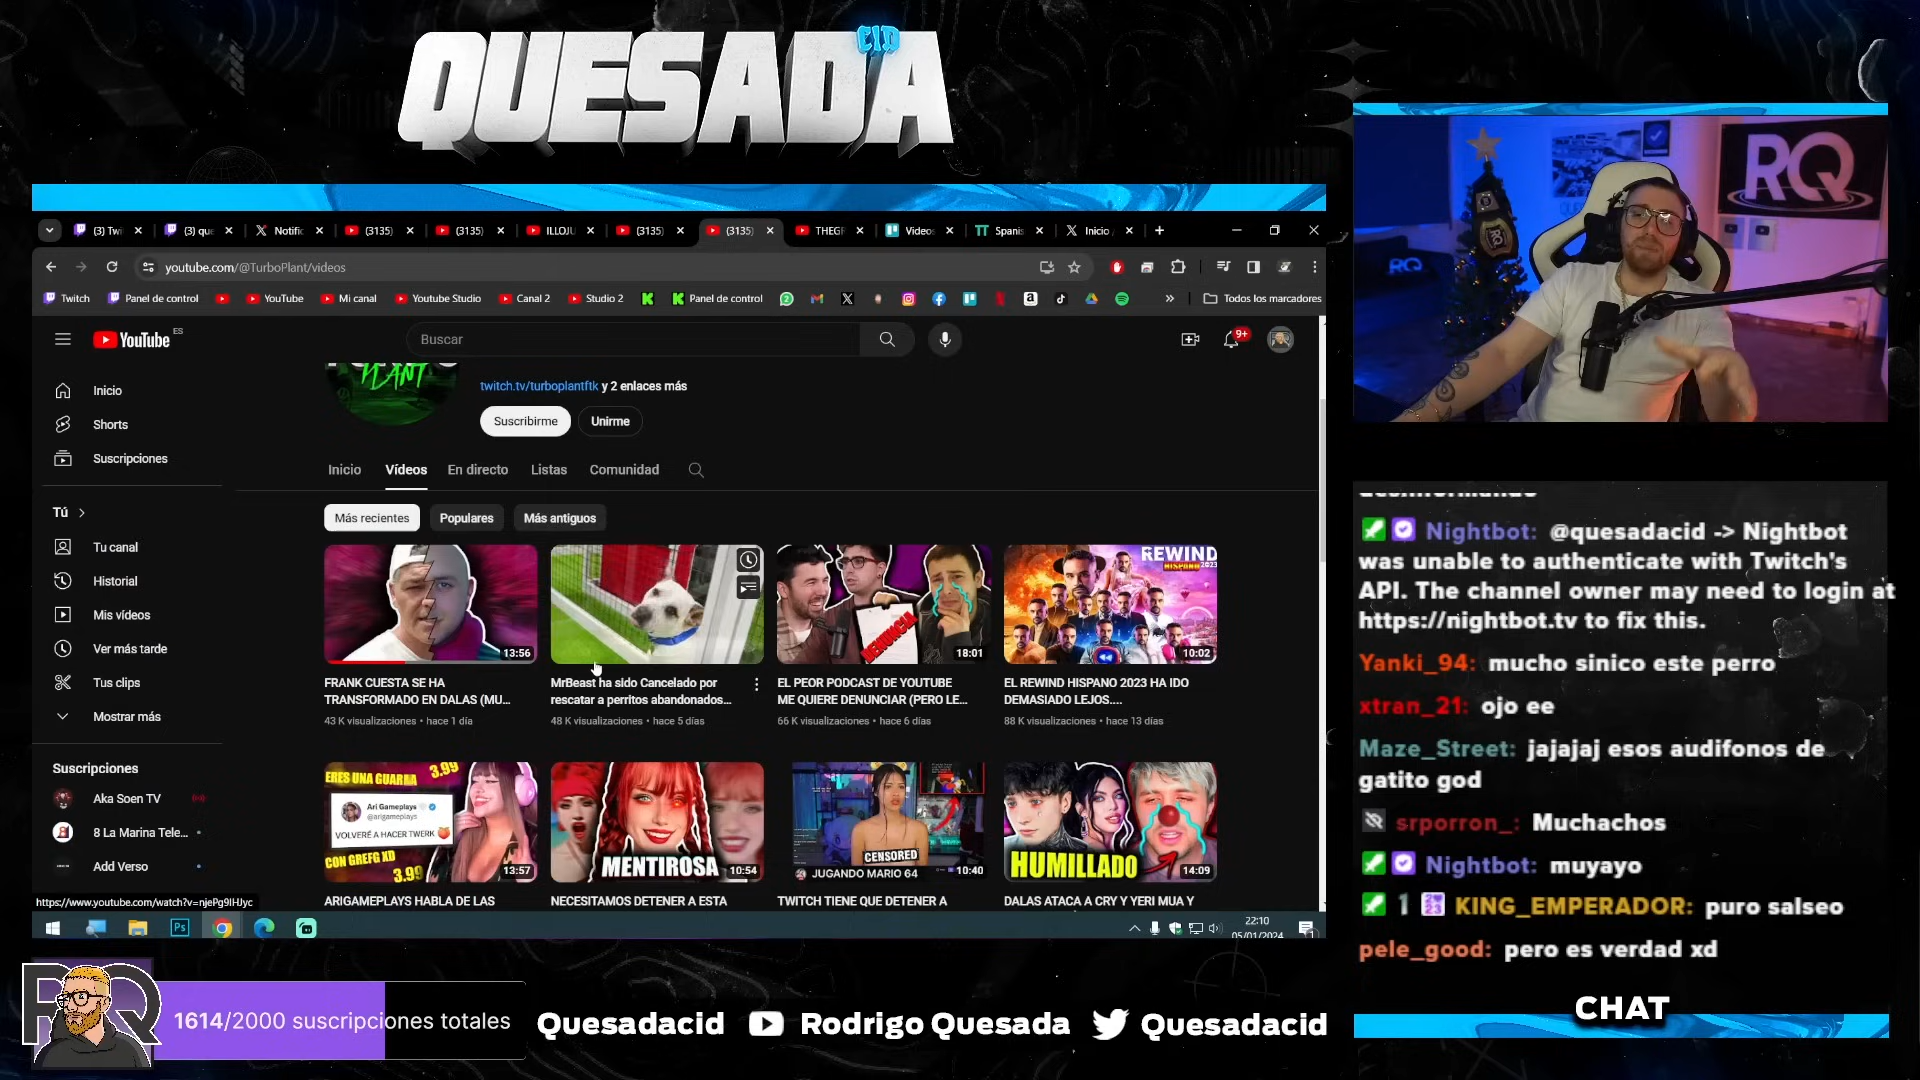 QUESADA
CID
(3) Twi
(3) que
Notific
(3135)
(3135)
ILLOJU
(3135)
(3135)
THEGR
Videos
Spanis
Inicio
youtube.com/@TurboPlant/videos
Twitch
Panel de control
YouTube
Mi canal
Youtube Studio
Canal 2
Studio 2
Panel de control
Todos los marcadores
YouTube ES
Buscar
9+
PLANT
twitch.tv/turboplantftk y 2 enlaces más
Suscribirme
Unirme
Inicio
Vídeos
En directo
Listas
Comunidad
Más recientes
Populares
Más antiguos
Inicio
Shorts
Suscripciones
Tú
Tu canal
Historial
Mis vídeos
Ver más tarde
Tus clips
Mostrar más
Suscripciones
Aka Soen TV
8 La Marina Tele...
Add Verso
13:56
FRANK CUESTA SE HA
TRANSFORMADO EN DALAS (MU...
43 K visualizaciones • hace 1 día
MrBeast ha sido Cancelado por
rescatar a perritos abandonados...
48 K visualizaciones • hace 5 días
DENUNCIA
18:01
EL PEOR PODCAST DE YOUTUBE
ME QUIERE DENUNCIAR (PERO LE...
66 K visualizaciones • hace 6 días
REWIND
HISPANO 2023
10:02
EL REWIND HISPANO 2023 HA IDO
DEMASIADO LEJOS....
88 K visualizaciones • hace 13 días
ERES UNA GUARRA
3.99
Ari Gameplays
@arigameplays
VOLVERÉ A HACER TWERK
CON GREFG XD
3.99
13:57
ARIGAMEPLAYS HABLA DE LAS
MENTIROSA
10:54
NECESITAMOS DETENER A ESTA
CENSORED
JUGANDO MARIO 64
10:40
TWITCH TIENE QUE DETENER A
HUMILLADO
14:09
DALAS ATACA A CRY Y YERI MUA Y
https://www.youtube.com/watch?v=njePg9IHJyc
Ps
22:10
05/01/2024
RQ
RQ
desinformando
Nightbot: @quesadacid -> Nightbot
was unable to authenticate with Twitch's
API. The channel owner may need to login at
https://nightbot.tv to fix this.
Yanki_94: mucho sinico este perro
xtran_21: ojo ee
Maze_Street: jajajaj esos audifonos de
gatito god
srporron_: Muchachos
Nightbot: muyayo
KING_EMPERADOR: puro salseo
pele_good: pero es verdad xd
CHAT
RQ
1614/2000 suscripciones totales
Quesadacid
Rodrigo Quesada
Quesadacid